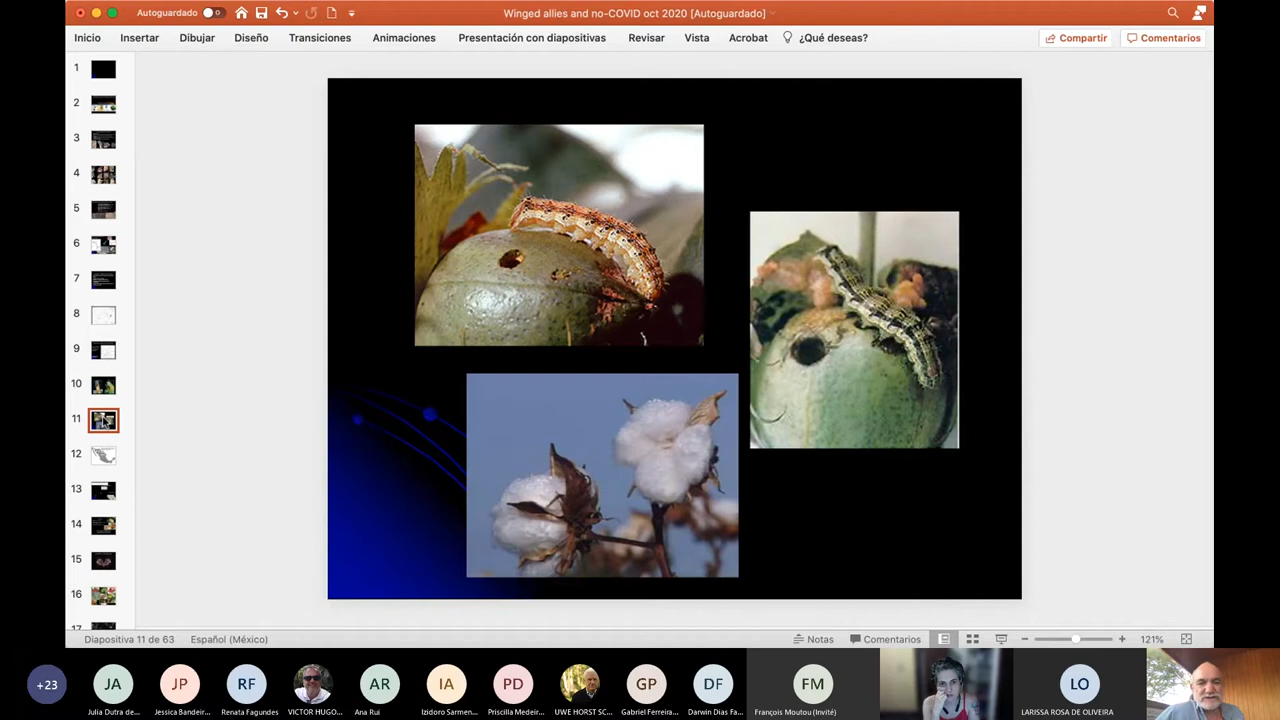 Autoguardado
Winged allies and no-COVID oct 2020 [Autoguardado]
Inicio Insertar Dibujar Diseño Transiciones Animaciones Presentación con diapositivas Revisar Vista Acrobat ¿Qué deseas? Compartir Comentarios
1
2
3
4
5
6
7
8
9
10
11
12
13
14
15
16
17
Diapositiva 11 de 63 Español (México) Notas Comentarios 121%
+23 JA JP RF AR IA PD GP DF FM LO
Julia Dutra de... Jessica Bandeir... Renata Fagundes VICTOR HUGO... Ana Rui Izidoro Sarmen... Priscilla Medeir... UWE HORST SC... Gabriel Ferreira... Darwin Dias Fa... François Moutou (Invité) LARISSA ROSA DE OLIVEIRA